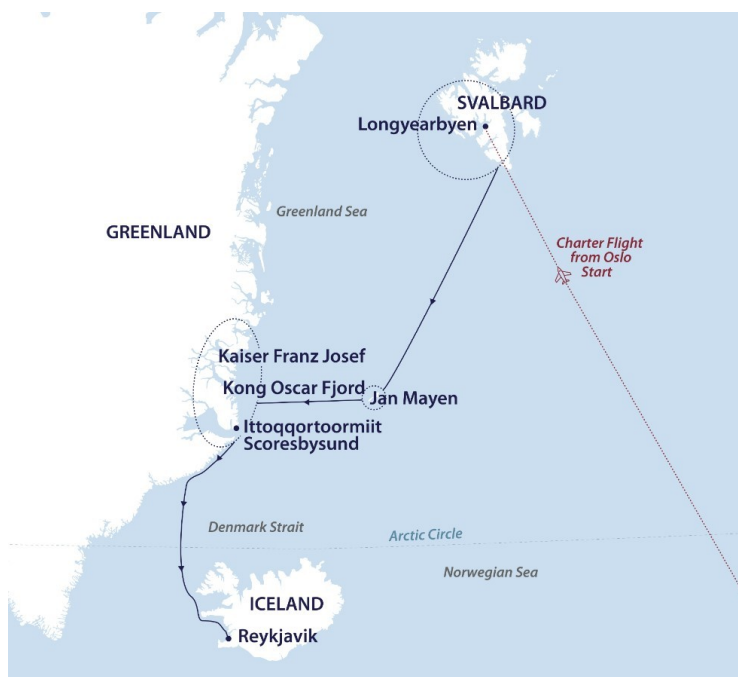 SVALBARD
Longyearbyen
Greenland Sea
GREENLAND
Charter Flight
from Oslo
Start
Kaiser Franz Josef
Kong Oscar Fjord
Jan Mayen
Ittoqqortoormiit
Scoresbysund
Denmark Strait
Arctic Circle
Norwegian Sea
ICELAND
Reykjavik